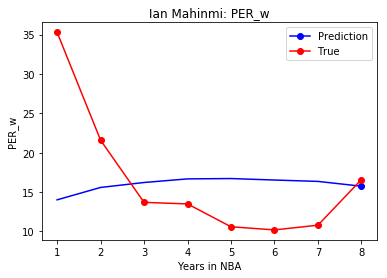 Ian Mahinmi: PER_w
Prediction
True
35
30
25
20
15
10
PER_w
1 2 3 4 5 6 7 8
Years in NBA